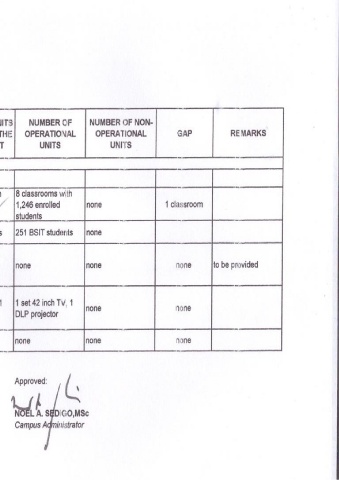 NUMBER OF NUMBER OF NON-
THE OPERATIONAL OPERATIONAL GAP REMARKS
UNITS UNITS
8 classrooms with
1,246 enrolled none 1 classroom
students
251 BSIT students none
none none none to be provided
1 set 42 inch TV, 1
DLP projector none none
none none none
Approved:
NOEL A. SEDIGO,MSc
Campus Administrator